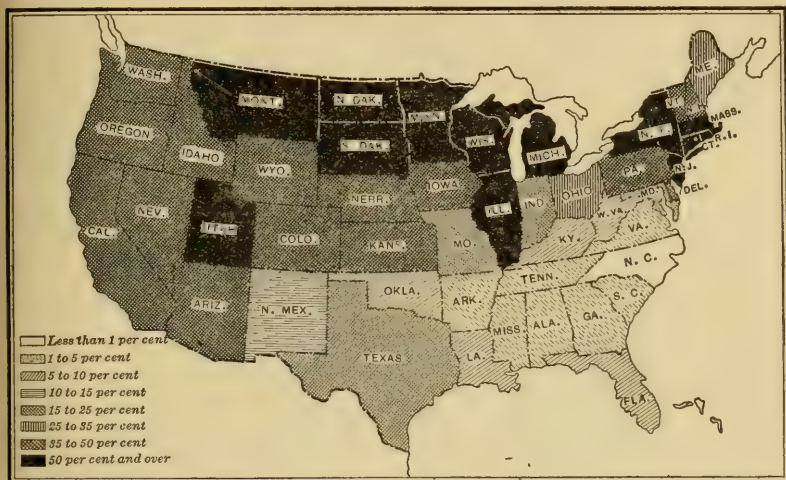 WASH.
MONT.
N. DAK.
MINN.
ME.
VT.
N.
OREGON
IDAHO
S. DAK.
WIS.
MICH.
N. Y.
MASS.
R. I.
CT.
WYO.
NEBR.
IOWA
ILL.
IND.
OHIO
PA.
N. J.
DEL.
MD.
W. VA.
VA.
NEV.
CAL.
COLO.
KANS.
MO.
KY.
N. C.
TENN.
S. C.
ARIZ.
N. MEX.
OKLA.
ARK.
MISS.
ALA.
GA.
TEXAS
LA.
FLA.
Less than 1 per cent
1 to 5 per cent
5 to 10 per cent
10 to 15 per cent
15 to 25 per cent
25 to 35 per cent
35 to 50 per cent
50 per cent and over